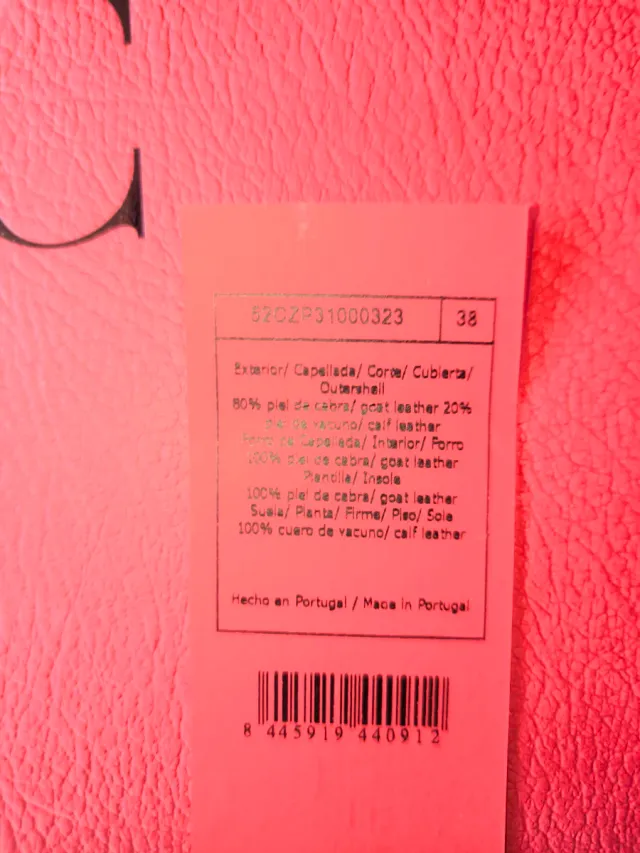 C
52CZP31000323 38
Exterior/ Capellada/ Corte/ Cubierta/
Outershell
80% piel de cabra/ goat leather 20%
piel de vacuno/ calf leather
Forro de Capellada/ Interior/ Forro
100% piel de cabra/ goat leather
Plantilla/ Insole
100% piel de cabra/ goat leather
Suela/ Planta/ Firme/ Piso/ Sole
100% cuero de vacuno/ calf leather
Hecho en Portugal / Made in Portugal
8 445919 440912